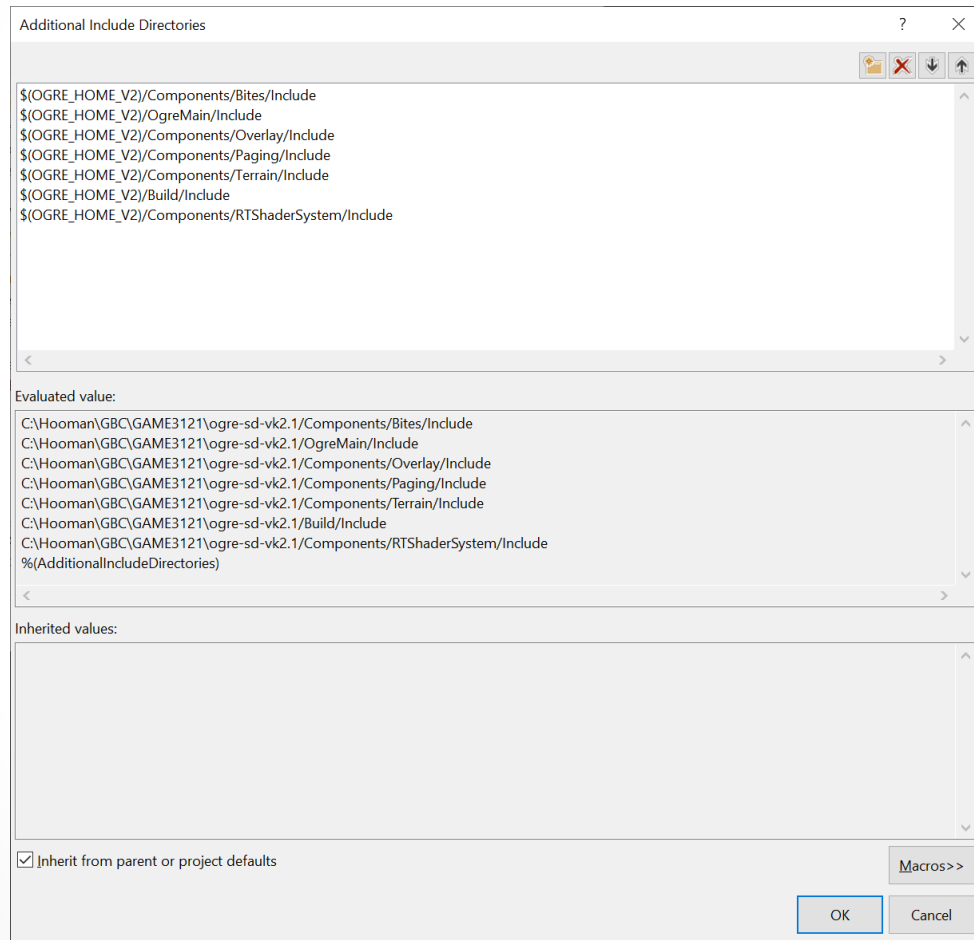 Additional Include Directories
?
$(OGRE_HOME_V2)/Components/Bites/Include
$(OGRE_HOME_V2)/OgreMain/Include
$(OGRE_HOME_V2)/Components/Overlay/Include
$(OGRE_HOME_V2)/Components/Paging/Include
$(OGRE_HOME_V2)/Components/Terrain/Include
$(OGRE_HOME_V2)/Build/Include
$(OGRE_HOME_V2)/Components/RTShaderSystem/Include
Evaluated value:
C:\Hooman\GBC\GAME3121\ogre-sd-vk2.1/Components/Bites/Include
C:\Hooman\GBC\GAME3121\ogre-sd-vk2.1/OgreMain/Include
C:\Hooman\GBC\GAME3121\ogre-sd-vk2.1/Components/Overlay/Include
C:\Hooman\GBC\GAME3121\ogre-sd-vk2.1/Components/Paging/Include
C:\Hooman\GBC\GAME3121\ogre-sd-vk2.1/Components/Terrain/Include
C:\Hooman\GBC\GAME3121\ogre-sd-vk2.1/Build/Include
C:\Hooman\GBC\GAME3121\ogre-sd-vk2.1/Components/RTShaderSystem/Include
%(AdditionalIncludeDirectories)
Inherited values:
Inherit from parent or project defaults
Macros>>
OK
Cancel